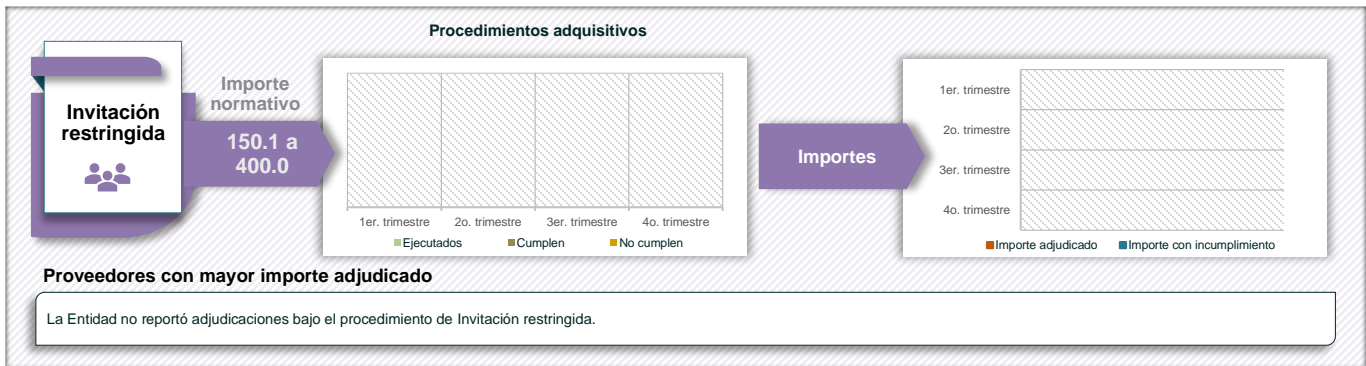 Procedimientos adquisitivos
Invitación
restringida
Importe
normativo
150.1 a
400.0
1er. trimestre
2o. trimestre
3er. trimestre
4o. trimestre
Ejecutados
Cumplen
No cumplen
Importes
1er. trimestre
2o. trimestre
3er. trimestre
4o. trimestre
Importe adjudicado
Importe con incumplimiento
Proveedores con mayor importe adjudicado
La Entidad no reportó adjudicaciones bajo el procedimiento de Invitación restringida.